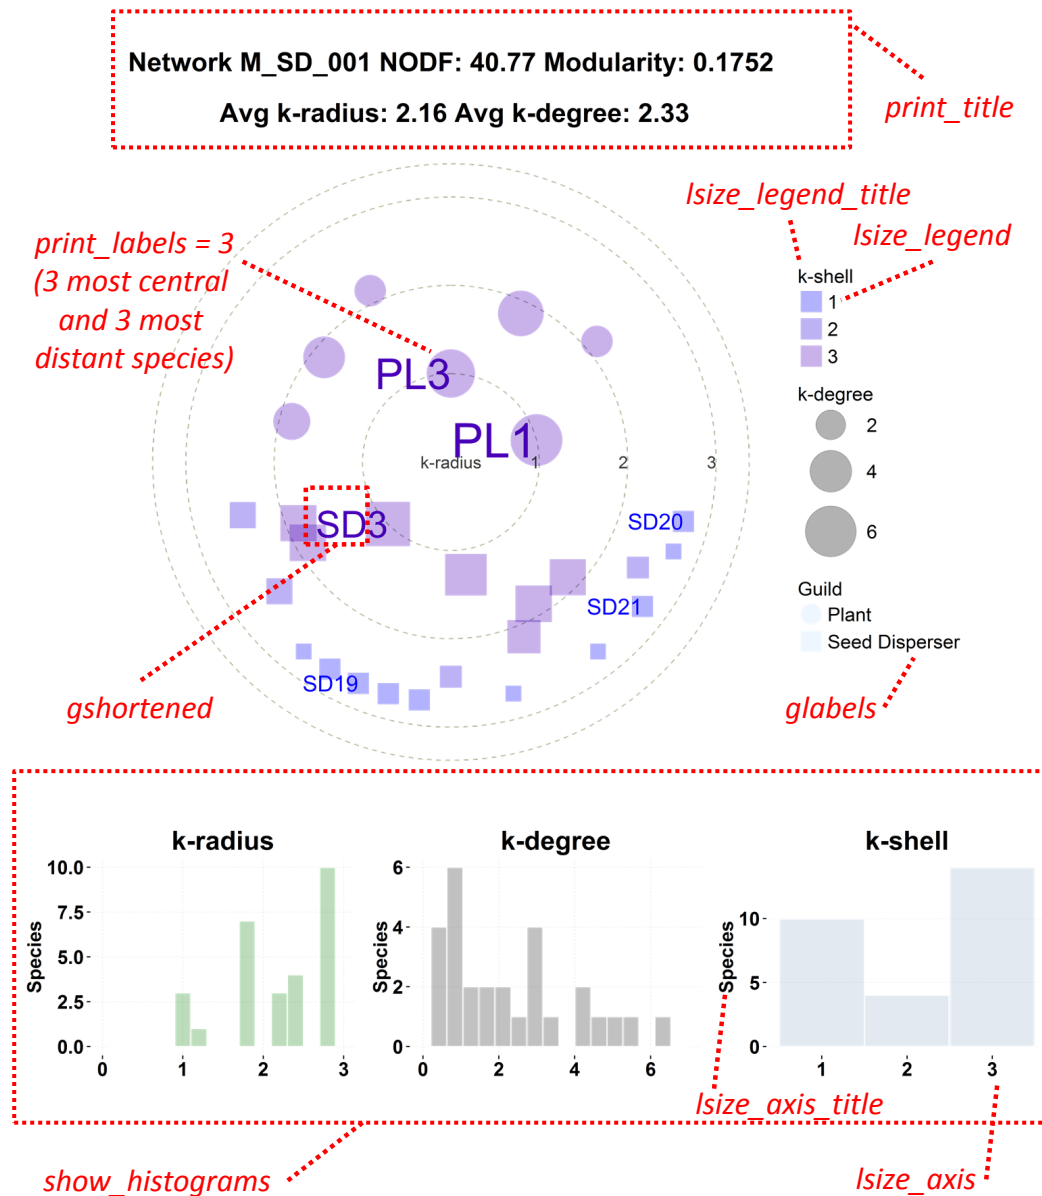 Network M_SD_001 NODF: 40.77 Modularity: 0.1752
Avg k-radius: 2.16 Avg k-degree: 2.33
print_title
lsize_legend_title
lsize_legend
print_labels = 3
(3 most central
and 3 most
distant species)
k-shell
1
2
3
k-degree
2
4
6
Guild
Plant
Seed Disperser
PL3
PL1
k-radius
1
2
3
SD3
SD20
SD21
SD19
gshortened
glabels
k-radius
Species
10.0
7.5
5.0
2.5
0.0
0
1
2
3
k-degree
Species
6
4
2
0
0
2
4
6
k-shell
Species
10
5
0
1
2
3
lsize_axis_title
show_histograms
lsize_axis